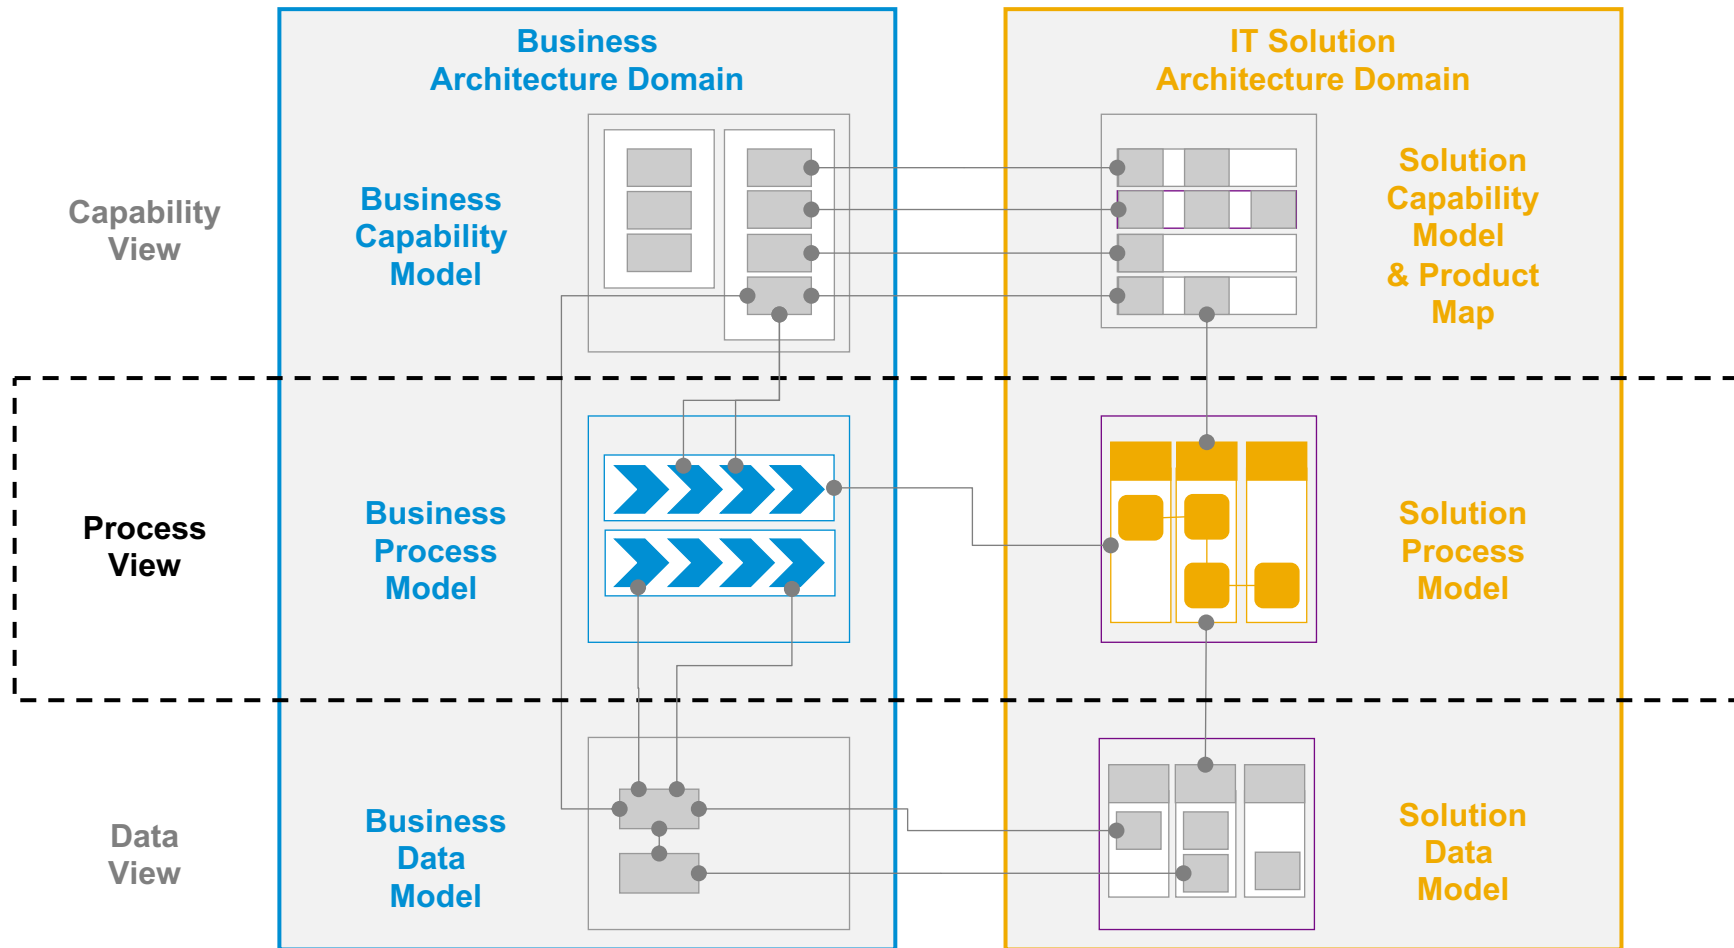 Business
Architecture Domain
IT Solution
Architecture Domain
Capability
View
Business
Capability
Model
Solution
Capability
Model
& Product
Map
Process
View
Business
Process
Model
Solution
Process
Model
Data
View
Business
Data
Model
Solution
Data
Model